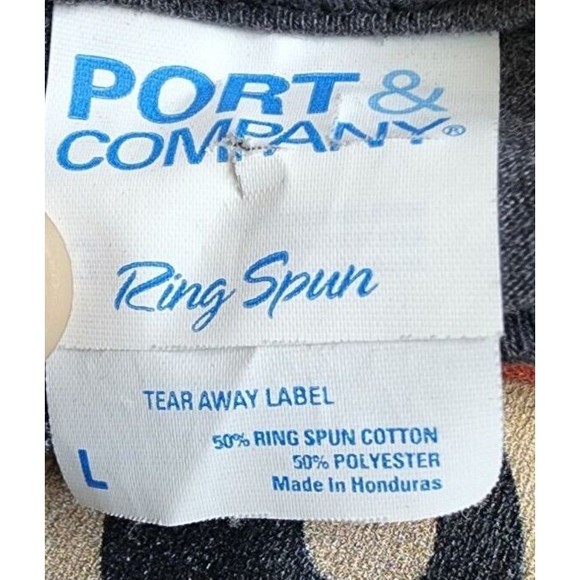 PORT &
COMPANY®
Ring Spun
TEAR AWAY LABEL
50% RING SPUN COTTON
50% POLYESTER
L
Made In Honduras